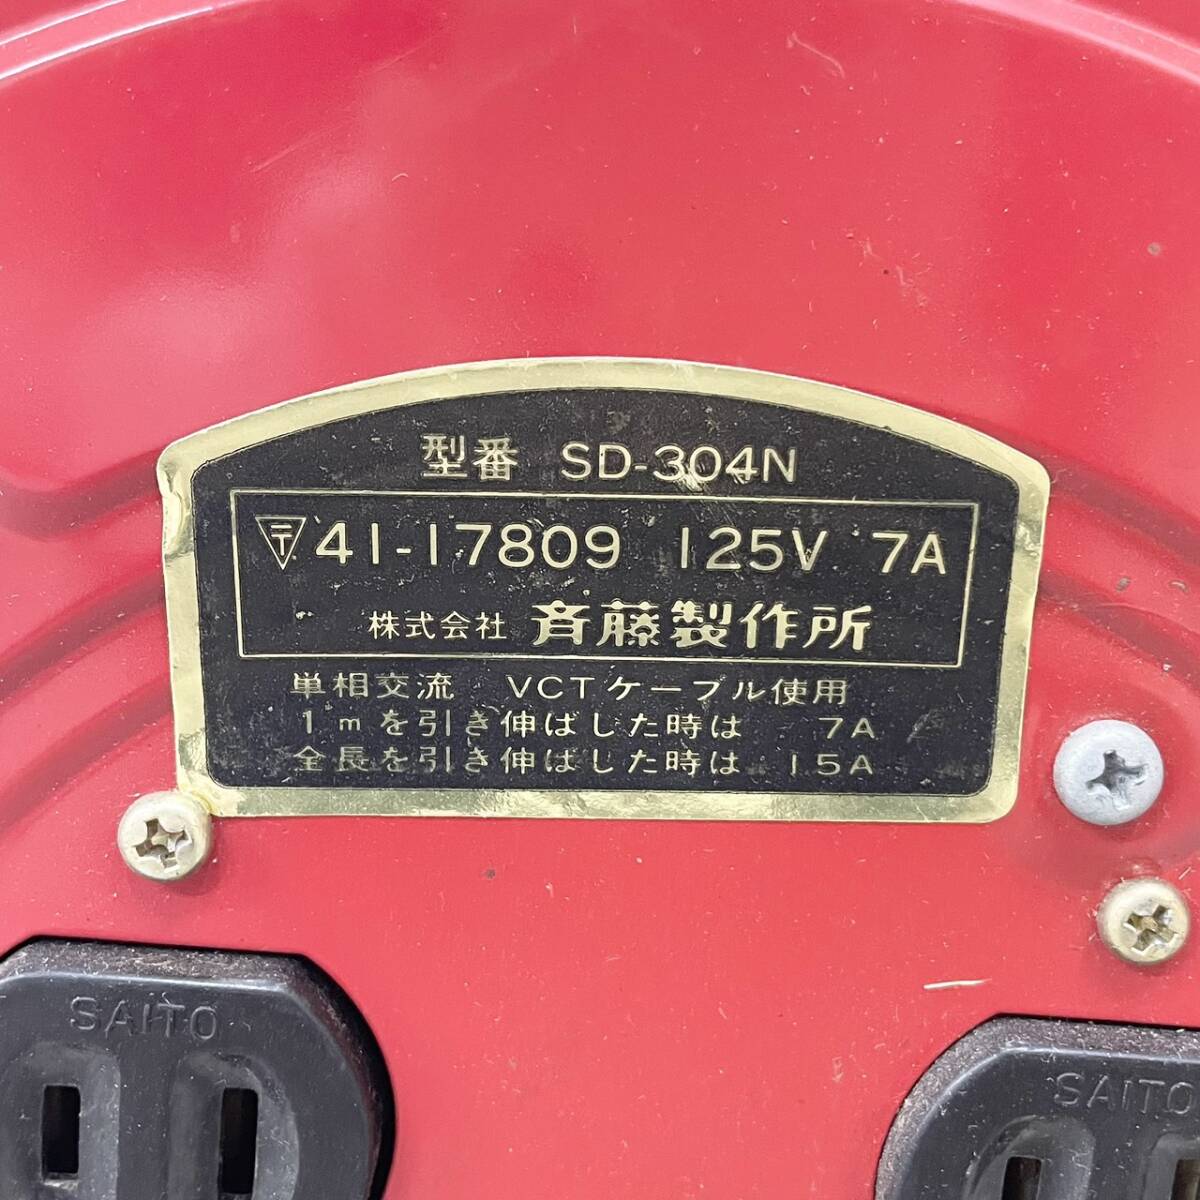 型番 SD-304N
〒 41-17809 125V 7A
株式会社 斉藤製作所
単相交流 VCTケーブル使用
1mを引き伸ばした時は 7A
全長を引き伸ばした時は 15A
SAITO
SAITO